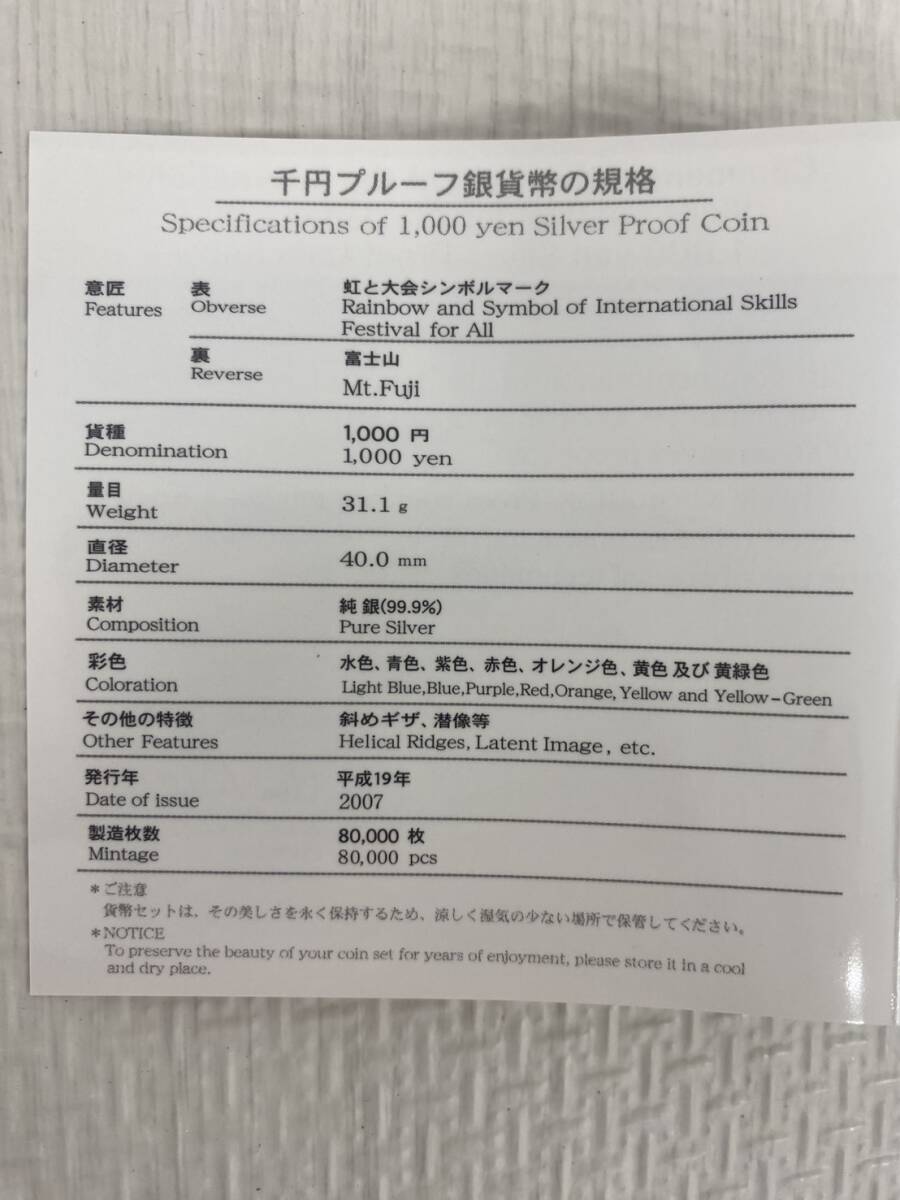 千円プルーフ銀貨幣の規格
Specifications of 1,000 yen Silver Proof Coin
意匠 表 虹と大会シンボルマーク
Features Obverse Rainbow and Symbol of International Skills
Festival for All
裏 富士山
Reverse Mt.Fuji
貨種 1,000 円
Denomination 1,000 yen
量目
Weight 31.1 g
直径
Diameter 40.0 mm
素材 純 銀(99.9%)
Composition Pure Silver
彩色 水色、青色、紫色、赤色、オレンジ色、黄色 及び 黄緑色
Coloration Light Blue,Blue,Purple,Red,Orange,Yellow and Yellow-Green
その他の特徴 斜めギザ、潜像等
Other Features Helical Ridges, Latent Image, etc.
発行年 平成19年
Date of issue 2007
製造枚数 80,000 枚
Mintage 80,000 pcs
*ご注意
貨幣セットは、その美しさを永く保持するため、涼しく湿気の少ない場所で保管してください。
*NOTICE
To preserve the beauty of your coin set for years of enjoyment, please store it in a cool
and dry place.